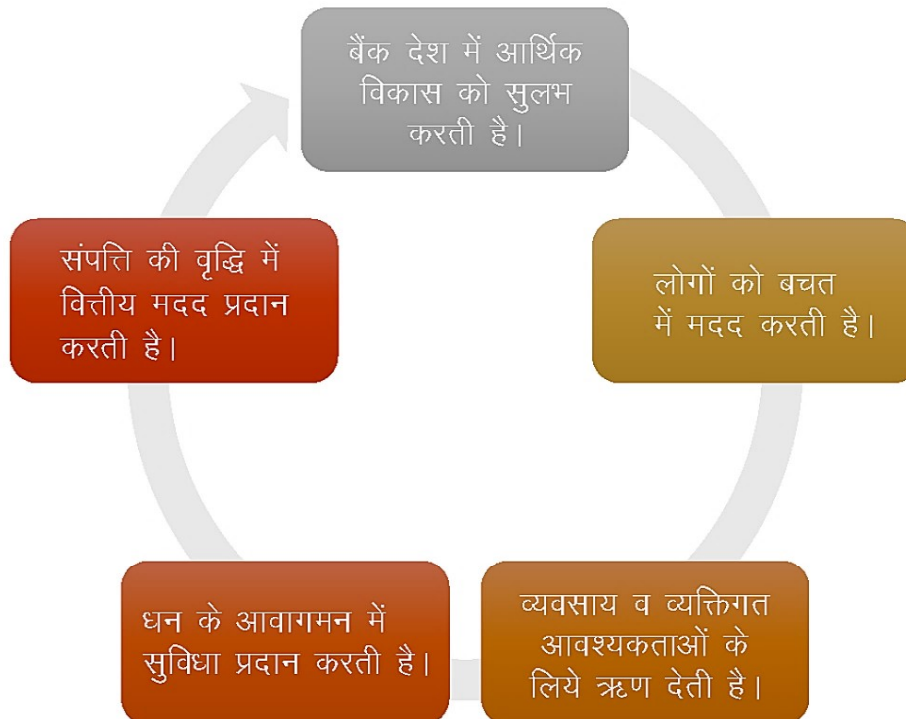 बैंक देश में आर्थिक
विकास को सुलभ
करती है।
लोगों को बचत
में मदद करती है।
व्यवसाय व व्यक्तिगत
आवश्यकताओं के
लिये ऋण देती है।
धन के आवागमन में
सुविधा प्रदान करती है।
संपत्ति की वृद्धि में
वित्तीय मदद प्रदान
करती है।